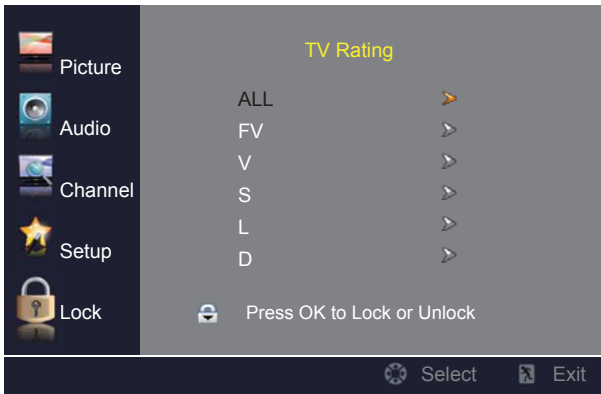 Picture
Audio
Channel
Setup
Lock
TV Rating
ALL
FV
V
S
L
D
Press OK to Lock or Unlock
Select
Exit